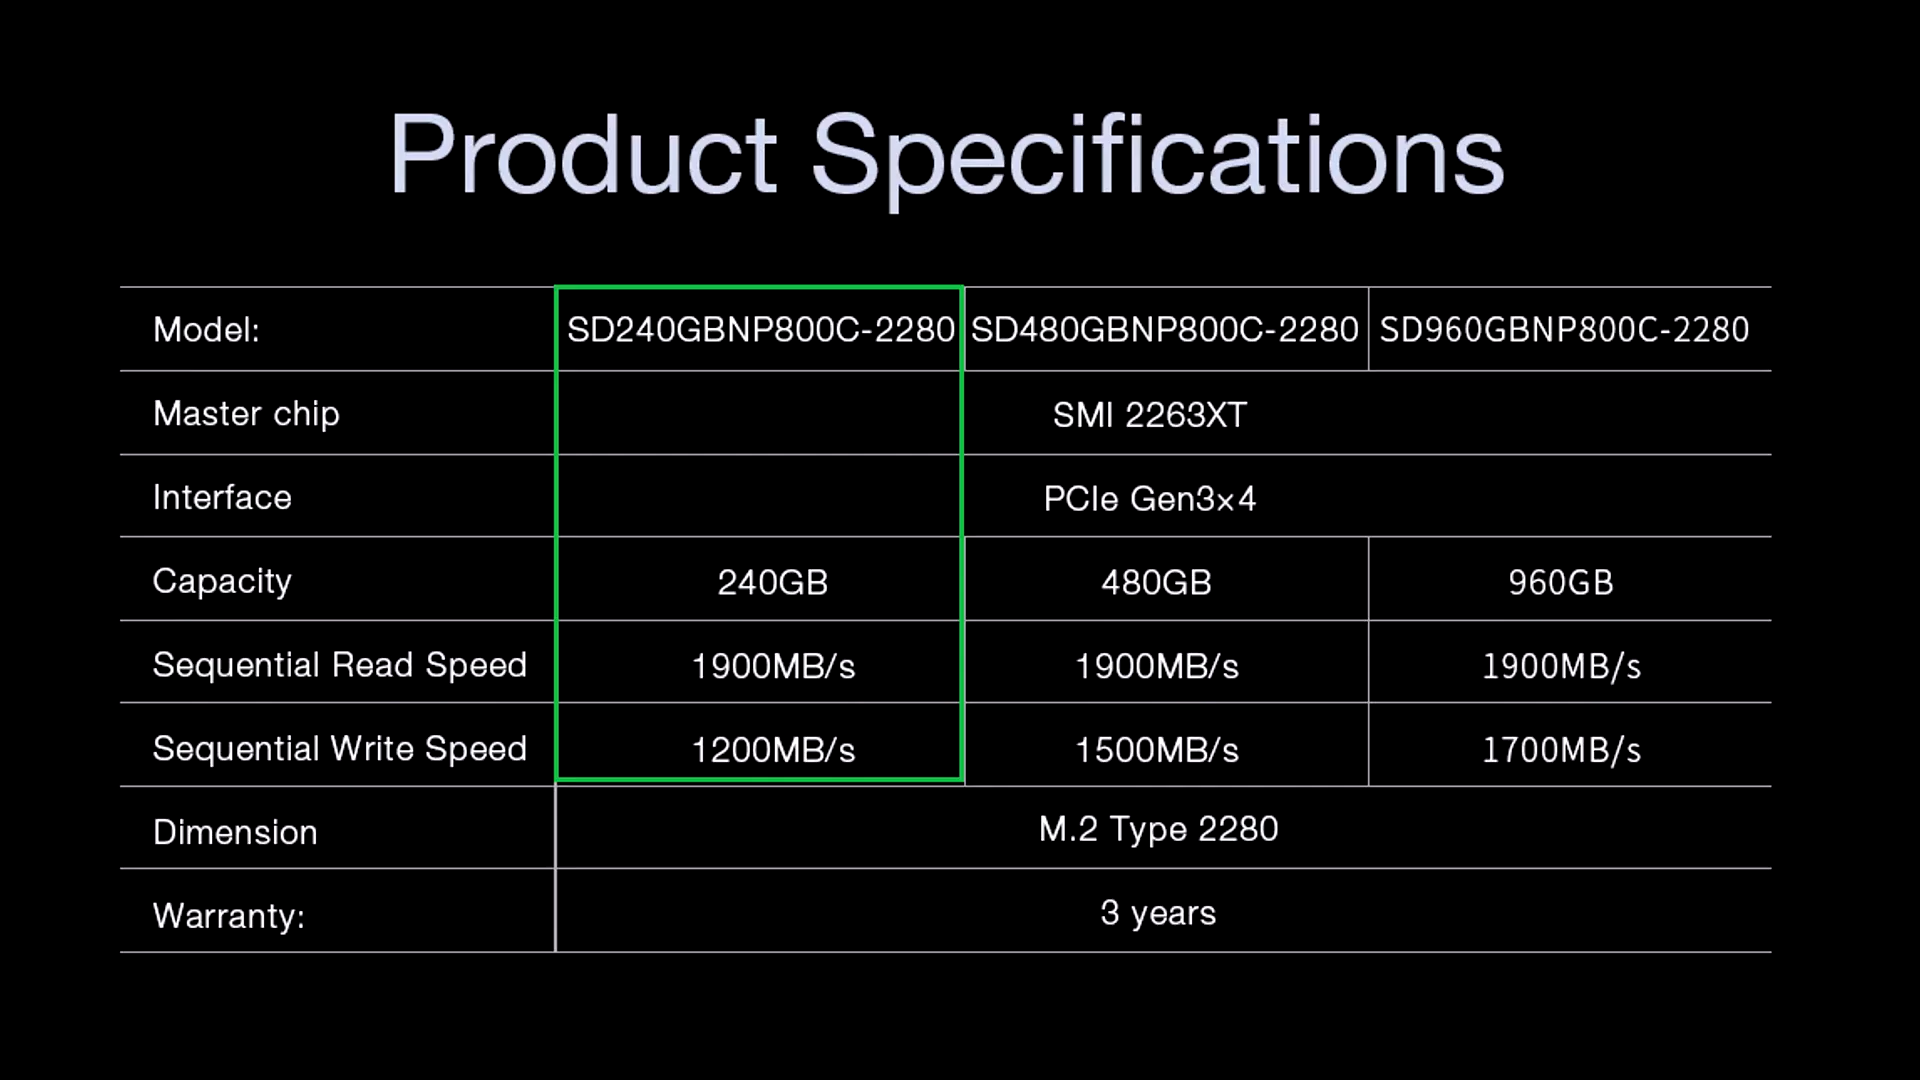 Product Specifications
Model: SD240GBNP800C-2280 SD480GBNP800C-2280 SD960GBNP800C-2280
Master chip SMI 2263XT
Interface PCIe Gen3×4
Capacity 240GB 480GB 960GB
Sequential Read Speed 1900MB/s 1900MB/s 1900MB/s
Sequential Write Speed 1200MB/s 1500MB/s 1700MB/s
Dimension M.2 Type 2280
Warranty: 3 years